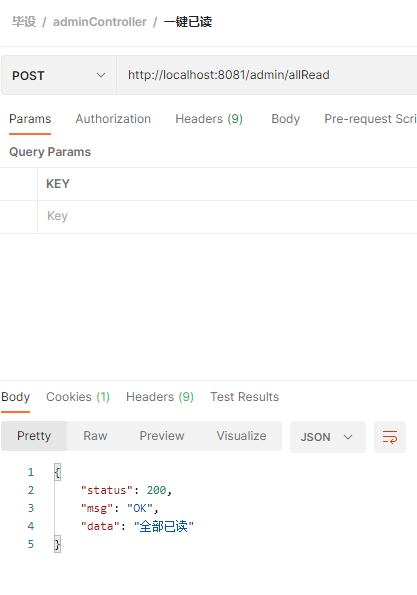 毕设 / adminController / 一键已读
POST http://localhost:8081/admin/allRead
Params Authorization Headers (9) Body Pre-request Scri
Query Params
KEY
Key
Body Cookies (1) Headers (9) Test Results
Pretty Raw Preview Visualize JSON
1 {
2 "status": 200,
3 "msg": "OK",
4 "data": "全部已读"
5 }